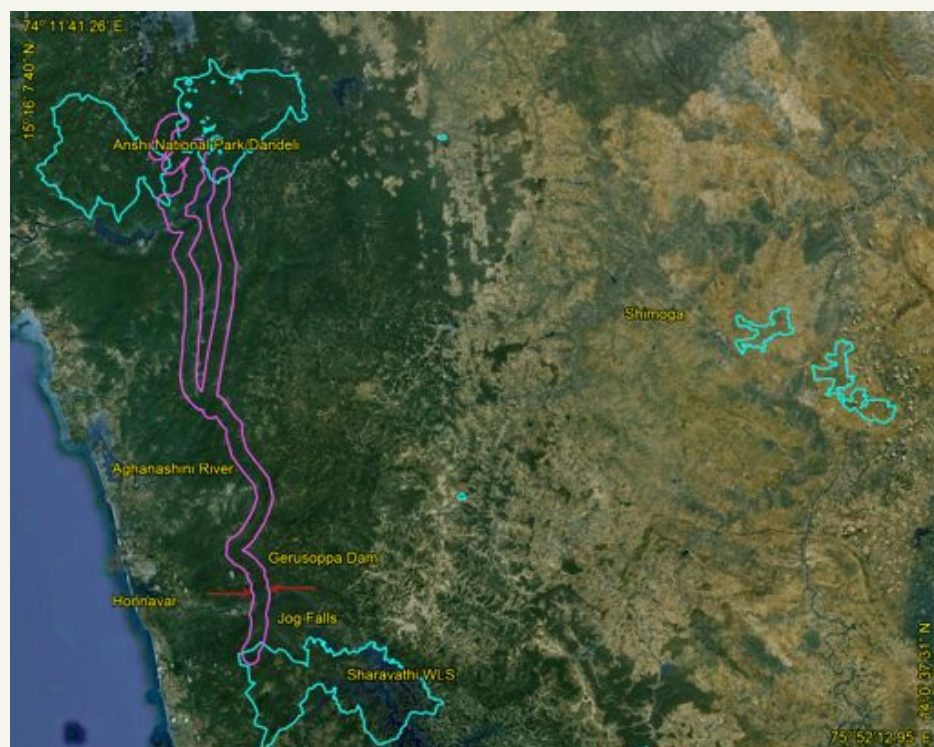 74° 11'41.26" E
15° 16' 7.40" N
Anshi National Park/Dandeli
Shimoga
Aghanashini River
Gerusoppa Dam
Honnavar
Jog Falls
Sharavathi WLS
14° 0'37.31" N
75° 52'12.95" E